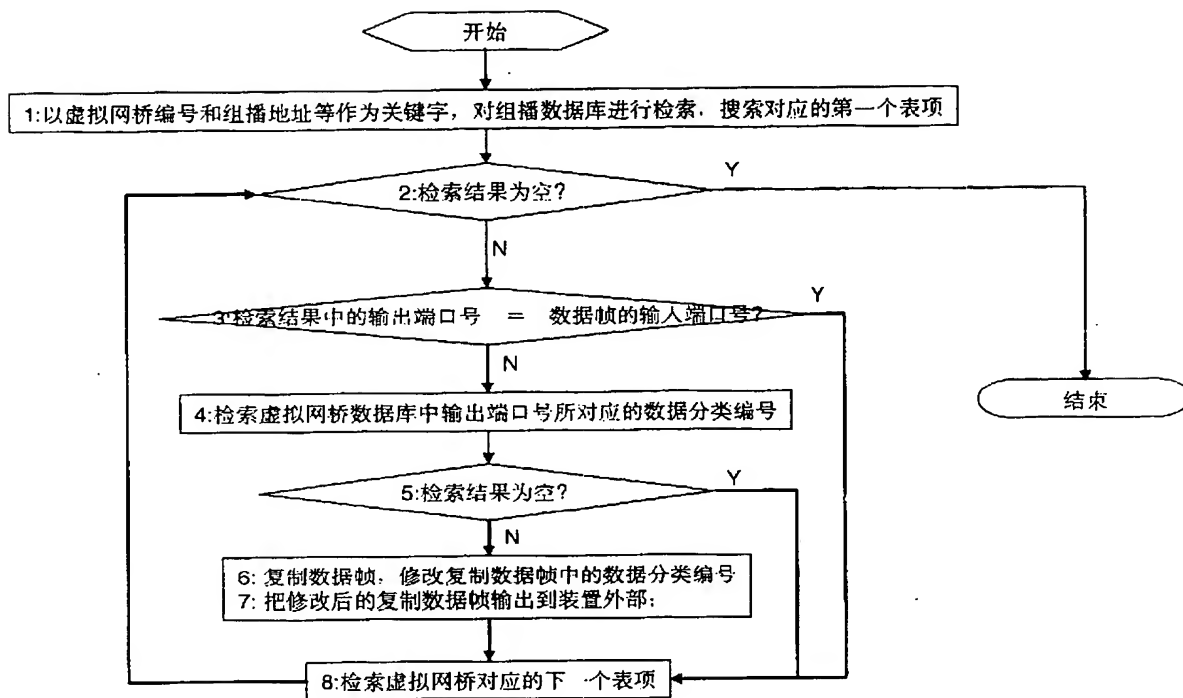 开始
1:以虚拟网桥编号和组播地址等作为关键字，对组播数据库进行检索，搜索对应的第一个表项
2:检索结果为空?
Y
N
3:检索结果中的输出端口号 = 数据帧的输入端口号?
Y
N
4:检索虚拟网桥数据库中输出端口号所对应的数据分类编号
结束
5:检索结果为空?
Y
N
6: 复制数据帧，修改复制数据帧中的数据分类编号
7: 把修改后的复制数据帧输出到装置外部;
8:检索虚拟网桥对应的下一个表项